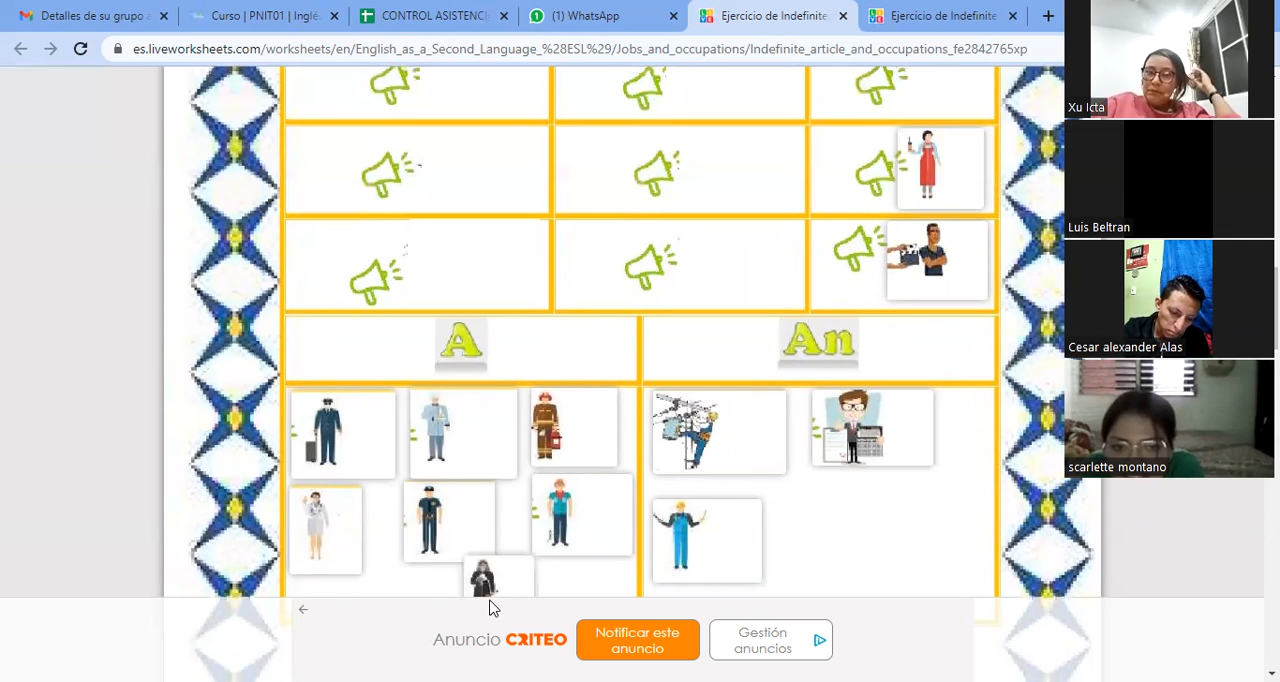 Detalles de su grupo a
Curso | PNIT01 | Inglé
CONTROL ASISTENCI
(1) WhatsApp
Ejercicio de Indefinite
Ejercicio de Indefinite
es.liveworksheets.com/worksheets/en/English_as_a_Second_Language_%28ESL%29/Jobs_and_occupations/Indefinite_article_and_occupations_fe2842765xp
Xu Icta
Luis Beltran
A An
Cesar alexander Alas
scarlette montano
Anuncio CRITEO
Notificar este
anuncio
Gestión
anuncios